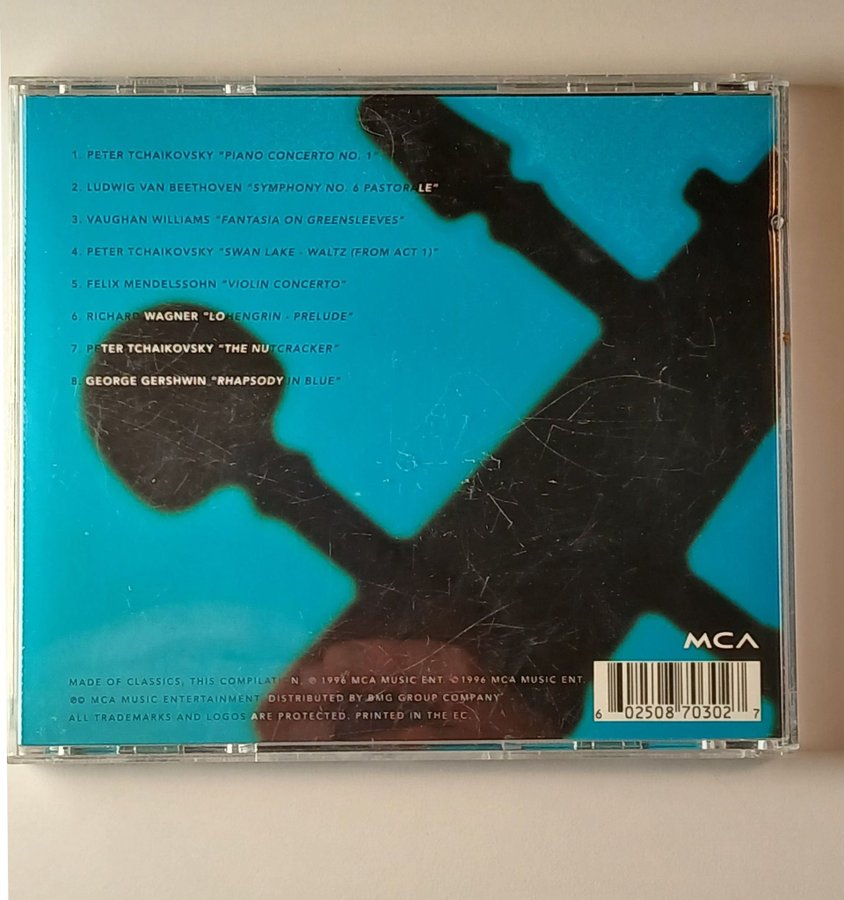 1. PETER TCHAIKOVSKY "PIANO CONCERTO NO. 1"
2. LUDWIG VAN BEETHOVEN "SYMPHONY NO. 6 PASTORALE"
3. VAUGHAN WILLIAMS "FANTASIA ON GREENSLEEVES"
4. PETER TCHAIKOVSKY "SWAN LAKE - WALTZ (FROM ACT 1)"
5. FELIX MENDELSSOHN "VIOLIN CONCERTO"
6. RICHARD WAGNER "LOHENGRIN - PRELUDE"
7. PETER TCHAIKOVSKY "THE NUTCRACKER"
8. GEORGE GERSHWIN "RHAPSODY IN BLUE"
MCA
MADE OF CLASSICS, THIS COMPILATION, ℗ 1996 MCA MUSIC ENT. ©1996 MCA MUSIC ENT.
℗© MCA MUSIC ENTERTAINMENT. DISTRIBUTED BY BMG GROUP COMPANY
ALL TRADEMARKS AND LOGOS ARE PROTECTED. PRINTED IN THE EC.
6 02508 70302 7